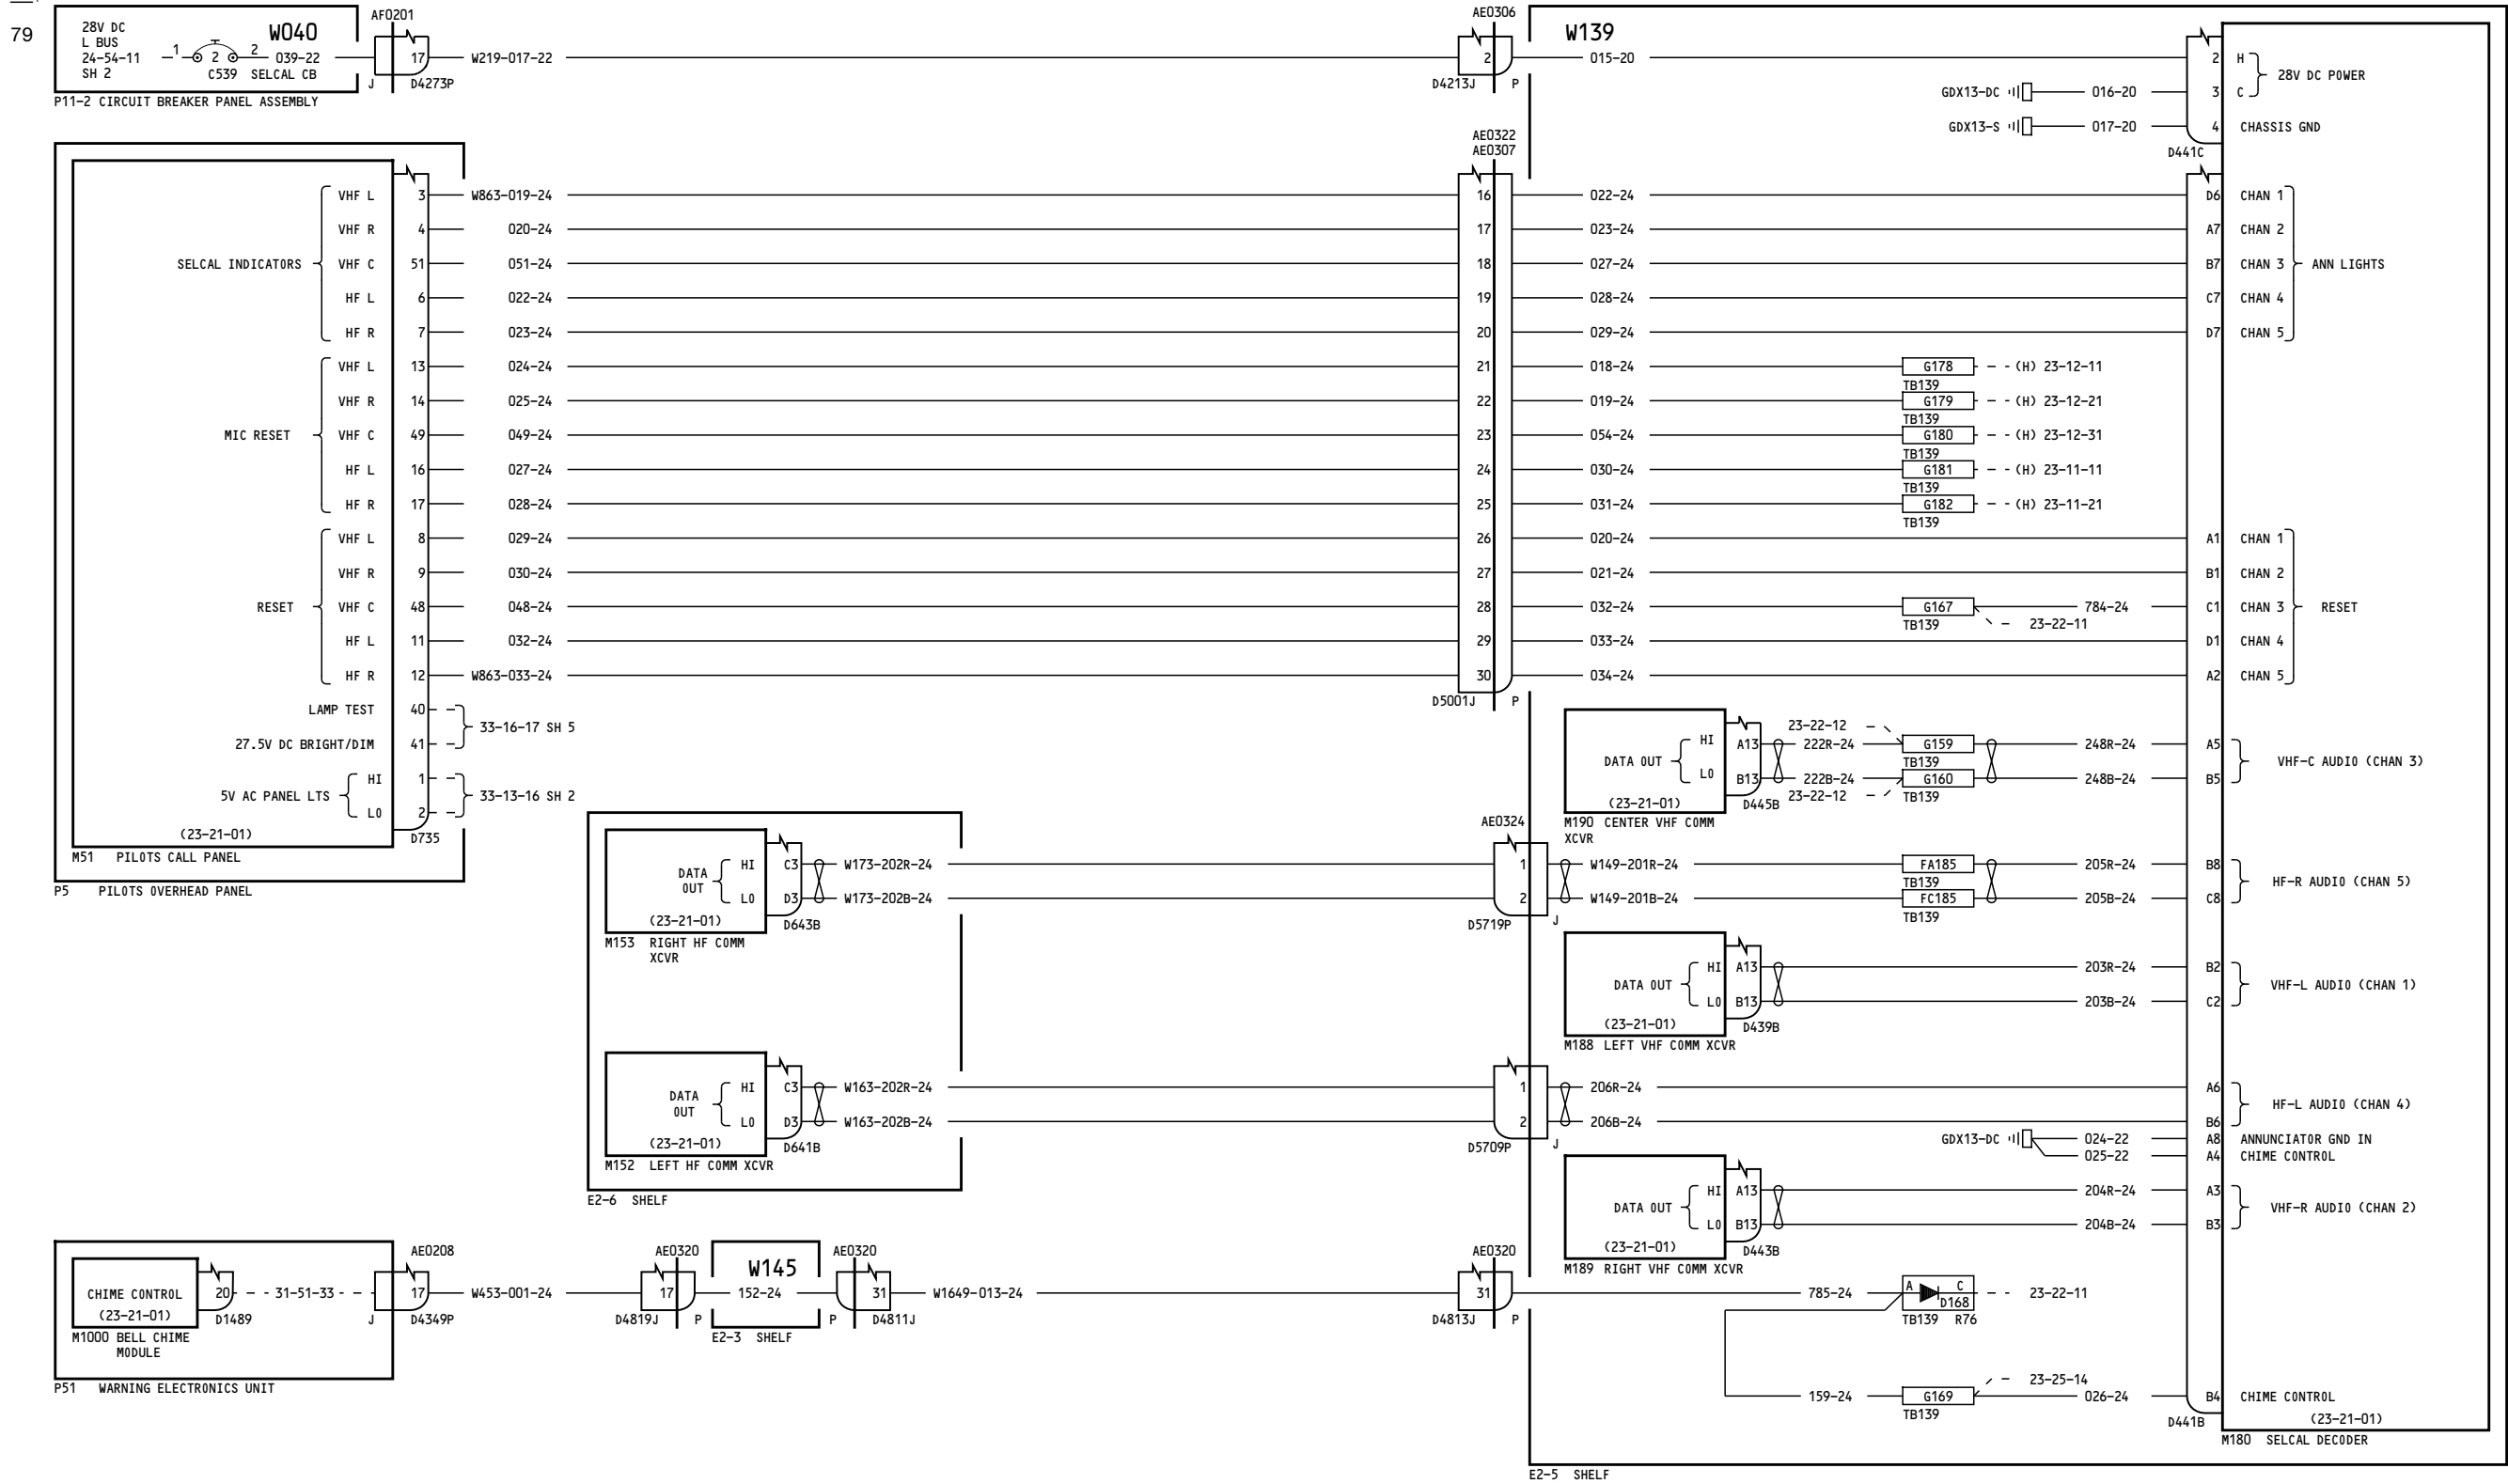 79
28V DC
L BUS
24-54-11
SH 2
1 2 2
C539
W040
039-22
SELCAL CB
AF0201
17
J D4273P
W219-017-22
P11-2 CIRCUIT BREAKER PANEL ASSEMBLY
AE0306
2
D4213J P
W139
015-20
2 H
28V DC POWER
GDX13-DC 016-20 3 C
GDX13-S 017-20 4 CHASSIS GND
D441C
AE0322
AE0307
VHF L 3 W863-019-24 16 022-24 D6 CHAN 1
VHF R 4 020-24 17 023-24 A7 CHAN 2
SELCAL INDICATORS VHF C 51 051-24 18 027-24 B7 CHAN 3 ANN LIGHTS
HF L 6 022-24 19 028-24 C7 CHAN 4
HF R 7 023-24 20 029-24 D7 CHAN 5
VHF L 13 024-24 21 018-24 G178 (H) 23-12-11
TB139
VHF R 14 025-24 22 019-24 G179 (H) 23-12-21
TB139
MIC RESET VHF C 49 049-24 23 054-24 G180 (H) 23-12-31
TB139
HF L 16 027-24 24 030-24 G181 (H) 23-11-11
TB139
HF R 17 028-24 25 031-24 G182 (H) 23-11-21
TB139
VHF L 8 029-24 26 020-24 A1 CHAN 1
VHF R 9 030-24 27 021-24 B1 CHAN 2
RESET VHF C 48 048-24 28 032-24 G167 784-24 C1 CHAN 3 RESET
TB139 23-22-11
HF L 11 032-24 29 033-24 D1 CHAN 4
HF R 12 W863-033-24 30 034-24 A2 CHAN 5
D5001J P
LAMP TEST 40
33-16-17 SH 5
27.5V DC BRIGHT/DIM 41
HI 1
5V AC PANEL LTS 33-13-16 SH 2
LO 2
(23-21-01)
D735
M51 PILOTS CALL PANEL
P5 PILOTS OVERHEAD PANEL
23-22-12
HI A13 222R-24 G159 248R-24 A5
TB139
DATA OUT VHF-C AUDIO (CHAN 3)
LO B13 222B-24 G160 248B-24 B5
23-22-12 TB139
(23-21-01) D445B
M190 CENTER VHF COMM
XCVR
AE0324
DATA
OUT
HI C3 W173-202R-24 1 W149-201R-24 FA185 205R-24 B8
TB139
HF-R AUDIO (CHAN 5)
LO D3 W173-202B-24 2 W149-201B-24 FC185 205B-24 C8
TB139
(23-21-01) D643B D5719P J
M153 RIGHT HF COMM
XCVR
HI A13 203R-24 B2
DATA OUT VHF-L AUDIO (CHAN 1)
LO B13 203B-24 C2
(23-21-01) D439B
M188 LEFT VHF COMM XCVR
DATA
OUT
HI C3 W163-202R-24 1 206R-24 A6
HF-L AUDIO (CHAN 4)
LO D3 W163-202B-24 2 206B-24 B6
(23-21-01) D641B D5709P J
M152 LEFT HF COMM XCVR
E2-6 SHELF
GDX13-DC 024-22 A8 ANNUNCIATOR GND IN
025-22 A4 CHIME CONTROL
HI A13 204R-24 A3
DATA OUT VHF-R AUDIO (CHAN 2)
LO B13 204B-24 B3
(23-21-01) D443B
M189 RIGHT VHF COMM XCVR
AE0208 AE0320 W145 AE0320 AE0320
CHIME CONTROL 20 31-51-33 17 W453-001-24 17 152-24 31 W1649-013-24 31 785-24 A C 23-22-11
D168
(23-21-01) D1489 J D4349P D4819J P P D4811J D4813J P TB139 R76
M1000 BELL CHIME
MODULE
E2-3 SHELF
P51 WARNING ELECTRONICS UNIT
23-25-14
159-24 G169 026-24 B4 CHIME CONTROL
TB139
D441B (23-21-01)
M180 SELCAL DECODER
E2-5 SHELF